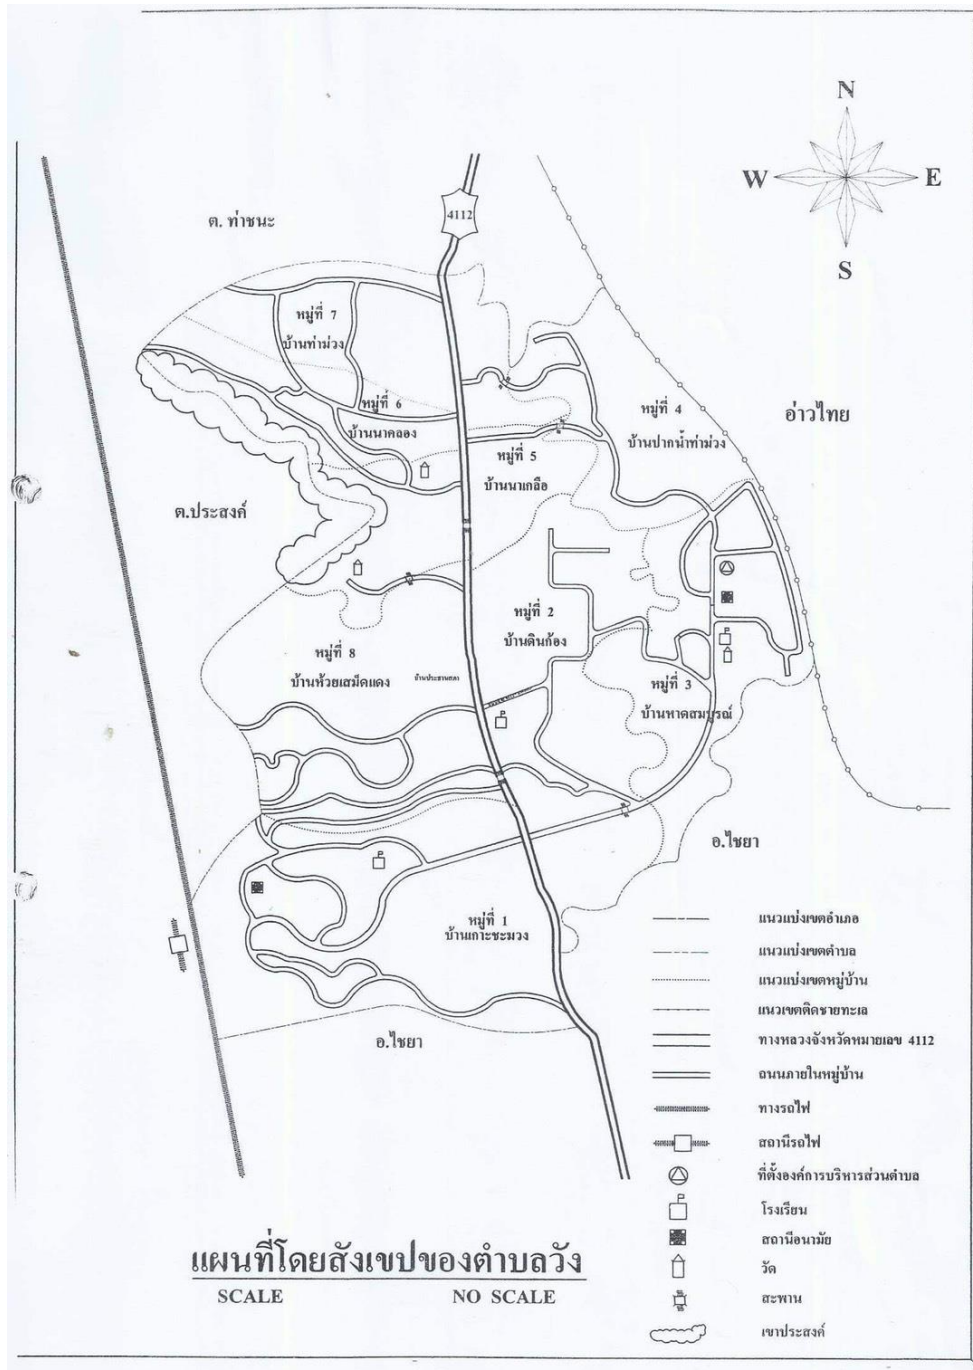 N
W E
S
4112
ต. ท่าชนะ
หมู่ที่ 7
บ้านท่าม่วง
หมู่ที่ 6
บ้านนาคลอง
หมู่ที่ 4
บ้านปากน้ำท่าม่วง
อ่าวไทย
หมู่ที่ 5
บ้านนาเกลือ
ต.ประสงค์
หมู่ที่ 2
บ้านดินก้อง
หมู่ที่ 8
บ้านห้วยเสม็ดแดง
หมู่ที่ 3
บ้านหาดสมบูรณ์
อ.ไชยา
หมู่ที่ 1
บ้านเกาะชะมวง
อ.ไชยา
แนวแบ่งเขตอำเภอ
แนวแบ่งเขตตำบล
แนวแบ่งเขตหมู่บ้าน
แนวเขตติดชายทะเล
ทางหลวงจังหวัดหมายเลข 4112
ถนนภายในหมู่บ้าน
ทางรถไฟ
สถานีรถไฟ
ที่ตั้งองค์การบริหารส่วนตำบล
โรงเรียน
สถานีอนามัย
วัด
สะพาน
เขาประสงค์
แผนที่โดยสังเขปของตำบลวัง
SCALE NO SCALE